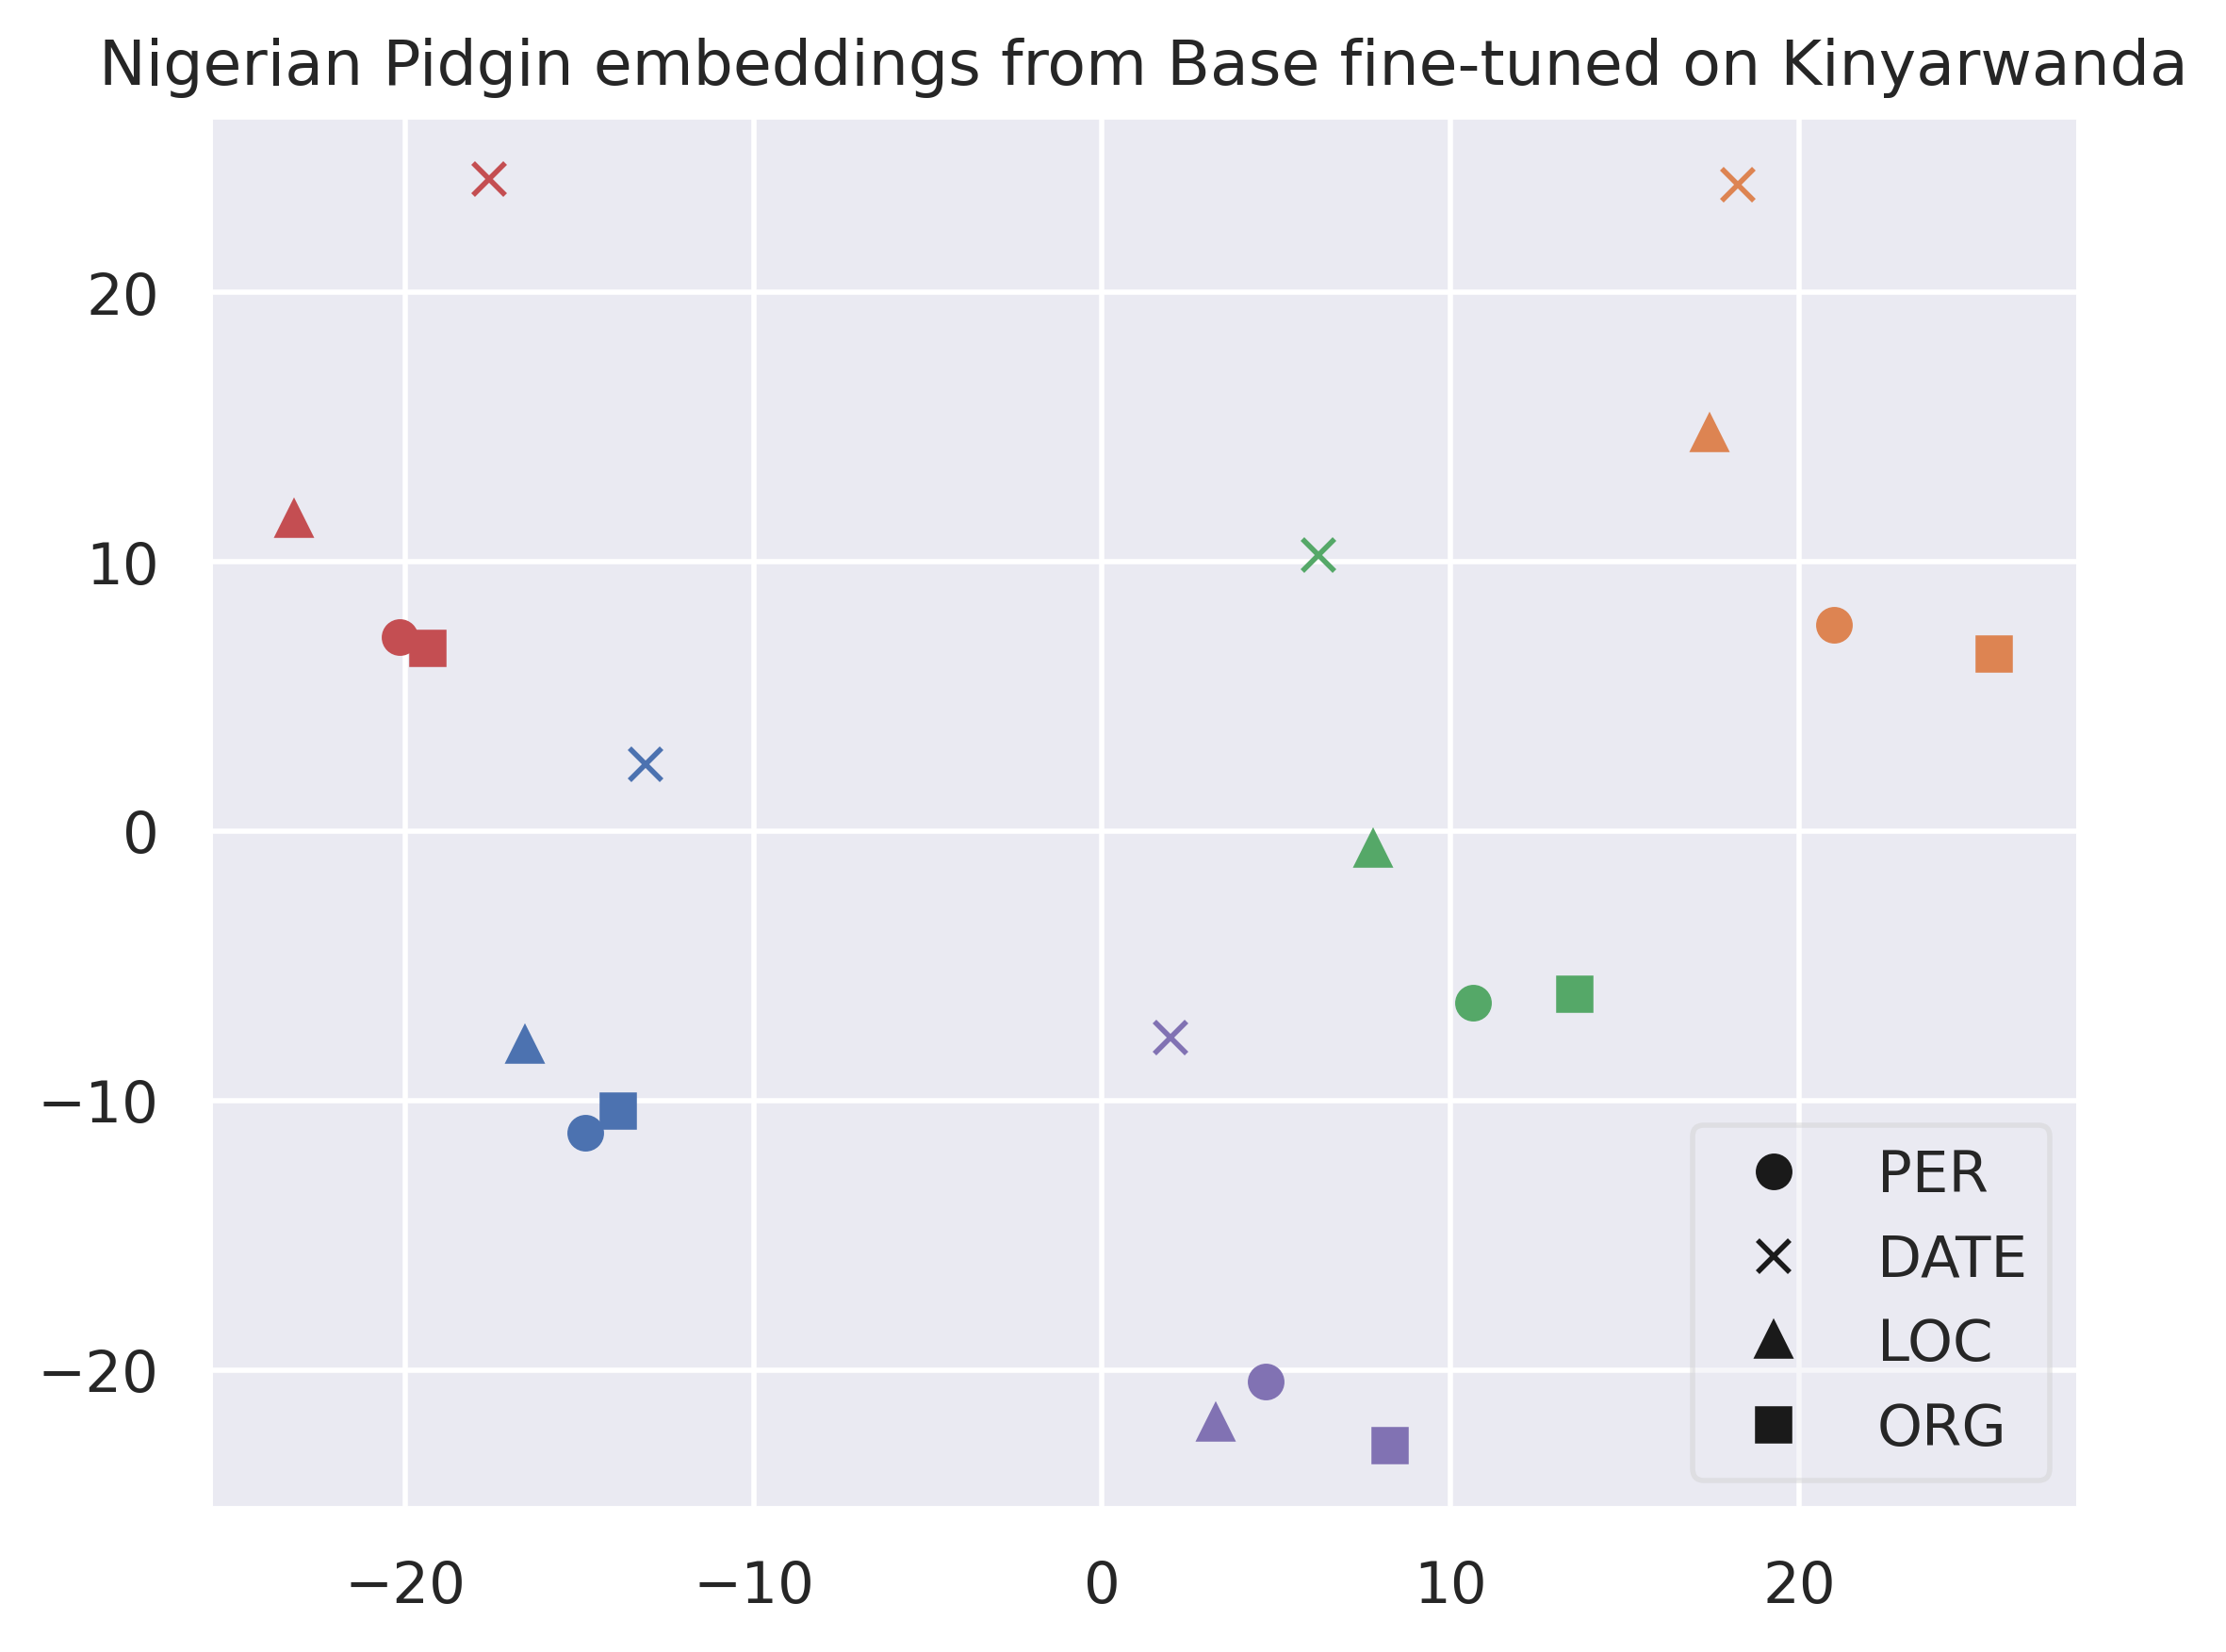 Nigerian Pidgin embeddings from Base fine-tuned on Kinyarwanda
20
10
0
−10
−20
PER
DATE
LOC
ORG
−20 −10 0 10 20